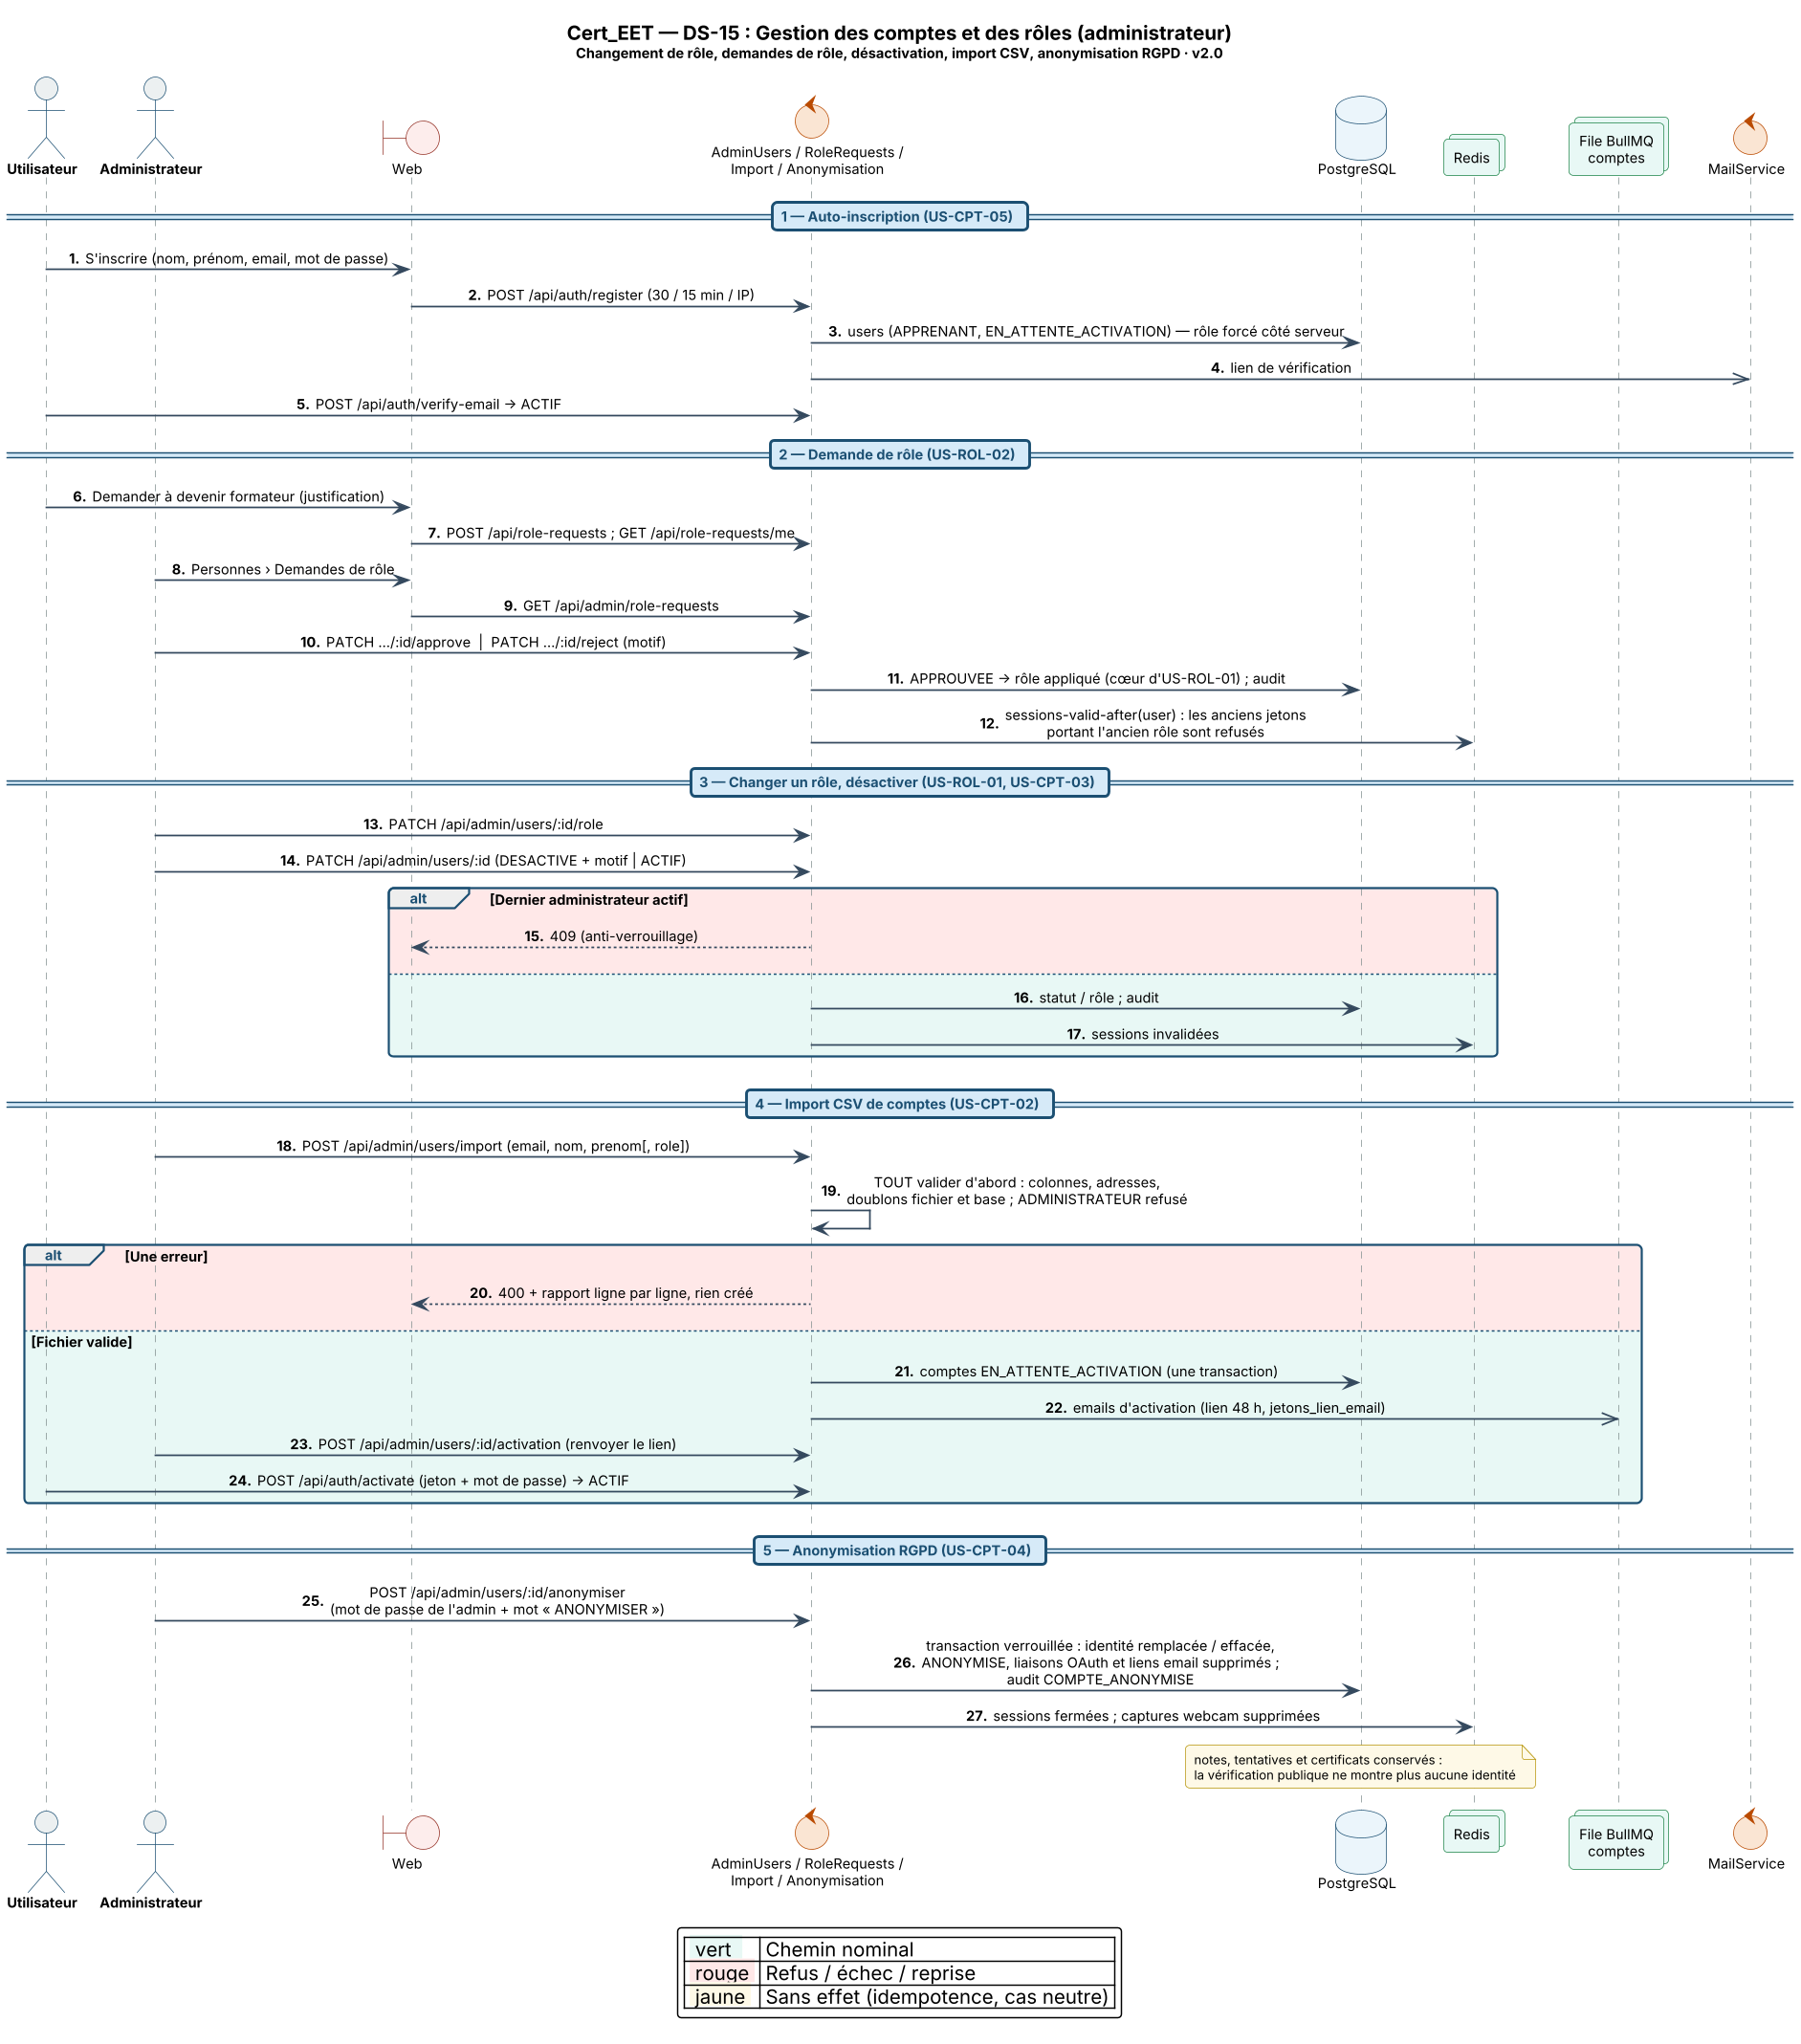 Cert_EET — DS-15 : Gestion des comptes et des rôles (administrateur)
Changement de rôle, demandes de rôle, désactivation, import CSV, anonymisation RGPD · v2.0
Utilisateur
Administrateur
Web
AdminUsers / RoleRequests /
Import / Anonymisation
PostgreSQL
Redis
File BullMQ
comptes
MailService
1 — Auto-inscription (US-CPT-05)
1. S'inscrire (nom, prénom, email, mot de passe)
2. POST /api/auth/register (30 / 15 min / IP)
3. users (APPRENANT, EN_ATTENTE_ACTIVATION) — rôle forcé côté serveur
4. lien de vérification
5. POST /api/auth/verify-email → ACTIF
2 — Demande de rôle (US-ROL-02)
6. Demander à devenir formateur (justification)
7. POST /api/role-requests ; GET /api/role-requests/me
8. Personnes › Demandes de rôle
9. GET /api/admin/role-requests
10. PATCH .../:id/approve | PATCH .../:id/reject (motif)
11. APPROUVEE → rôle appliqué (cœur d'US-ROL-01) ; audit
12. sessions-valid-after(user) : les anciens jetons
portant l'ancien rôle sont refusés
3 — Changer un rôle, désactiver (US-ROL-01, US-CPT-03)
13. PATCH /api/admin/users/:id/role
14. PATCH /api/admin/users/:id (DESACTIVE + motif | ACTIF)
alt [Dernier administrateur actif]
15. 409 (anti-verrouillage)
16. statut / rôle ; audit
17. sessions invalidées
4 — Import CSV de comptes (US-CPT-02)
18. POST /api/admin/users/import (email, nom, prenom[, role])
19. TOUT valider d'abord : colonnes, adresses,
doublons fichier et base ; ADMINISTRATEUR refusé
alt [Une erreur]
20. 400 + rapport ligne par ligne, rien créé
[Fichier valide]
21. comptes EN_ATTENTE_ACTIVATION (une transaction)
22. emails d'activation (lien 48 h, jetons_lien_email)
23. POST /api/admin/users/:id/activation (renvoyer le lien)
24. POST /api/auth/activate (jeton + mot de passe) → ACTIF
5 — Anonymisation RGPD (US-CPT-04)
25. POST /api/admin/users/:id/anonymiser
(mot de passe de l'admin + mot « ANONYMISER »)
transaction verrouillée : identité remplacée / effacée,
26. ANONYMISE, liaisons OAuth et liens email supprimés ;
audit COMPTE_ANONYMISE
27. sessions fermées ; captures webcam supprimées
notes, tentatives et certificats conservés :
la vérification publique ne montre plus aucune identité
Utilisateur
Administrateur
Web
AdminUsers / RoleRequests /
Import / Anonymisation
PostgreSQL
Redis
File BullMQ
comptes
MailService
vert Chemin nominal
rouge Refus / échec / reprise
jaune Sans effet (idempotence, cas neutre)